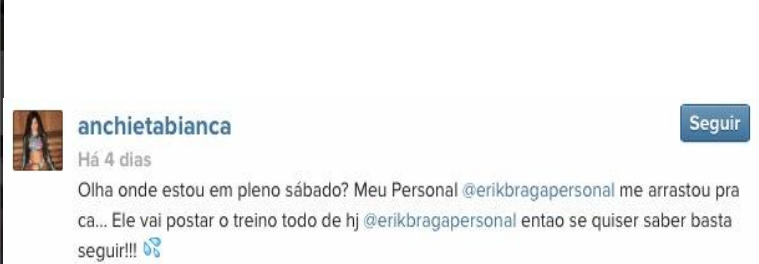 anchietabianca
Seguir
Há 4 dias
Olha onde estou em pleno sábado? Meu Personal @erikbragapersonal me arrastou pra
ca... Ele vai postar o treino todo de hj @erikbragapersonal entao se quiser saber basta
seguir!!! 💦